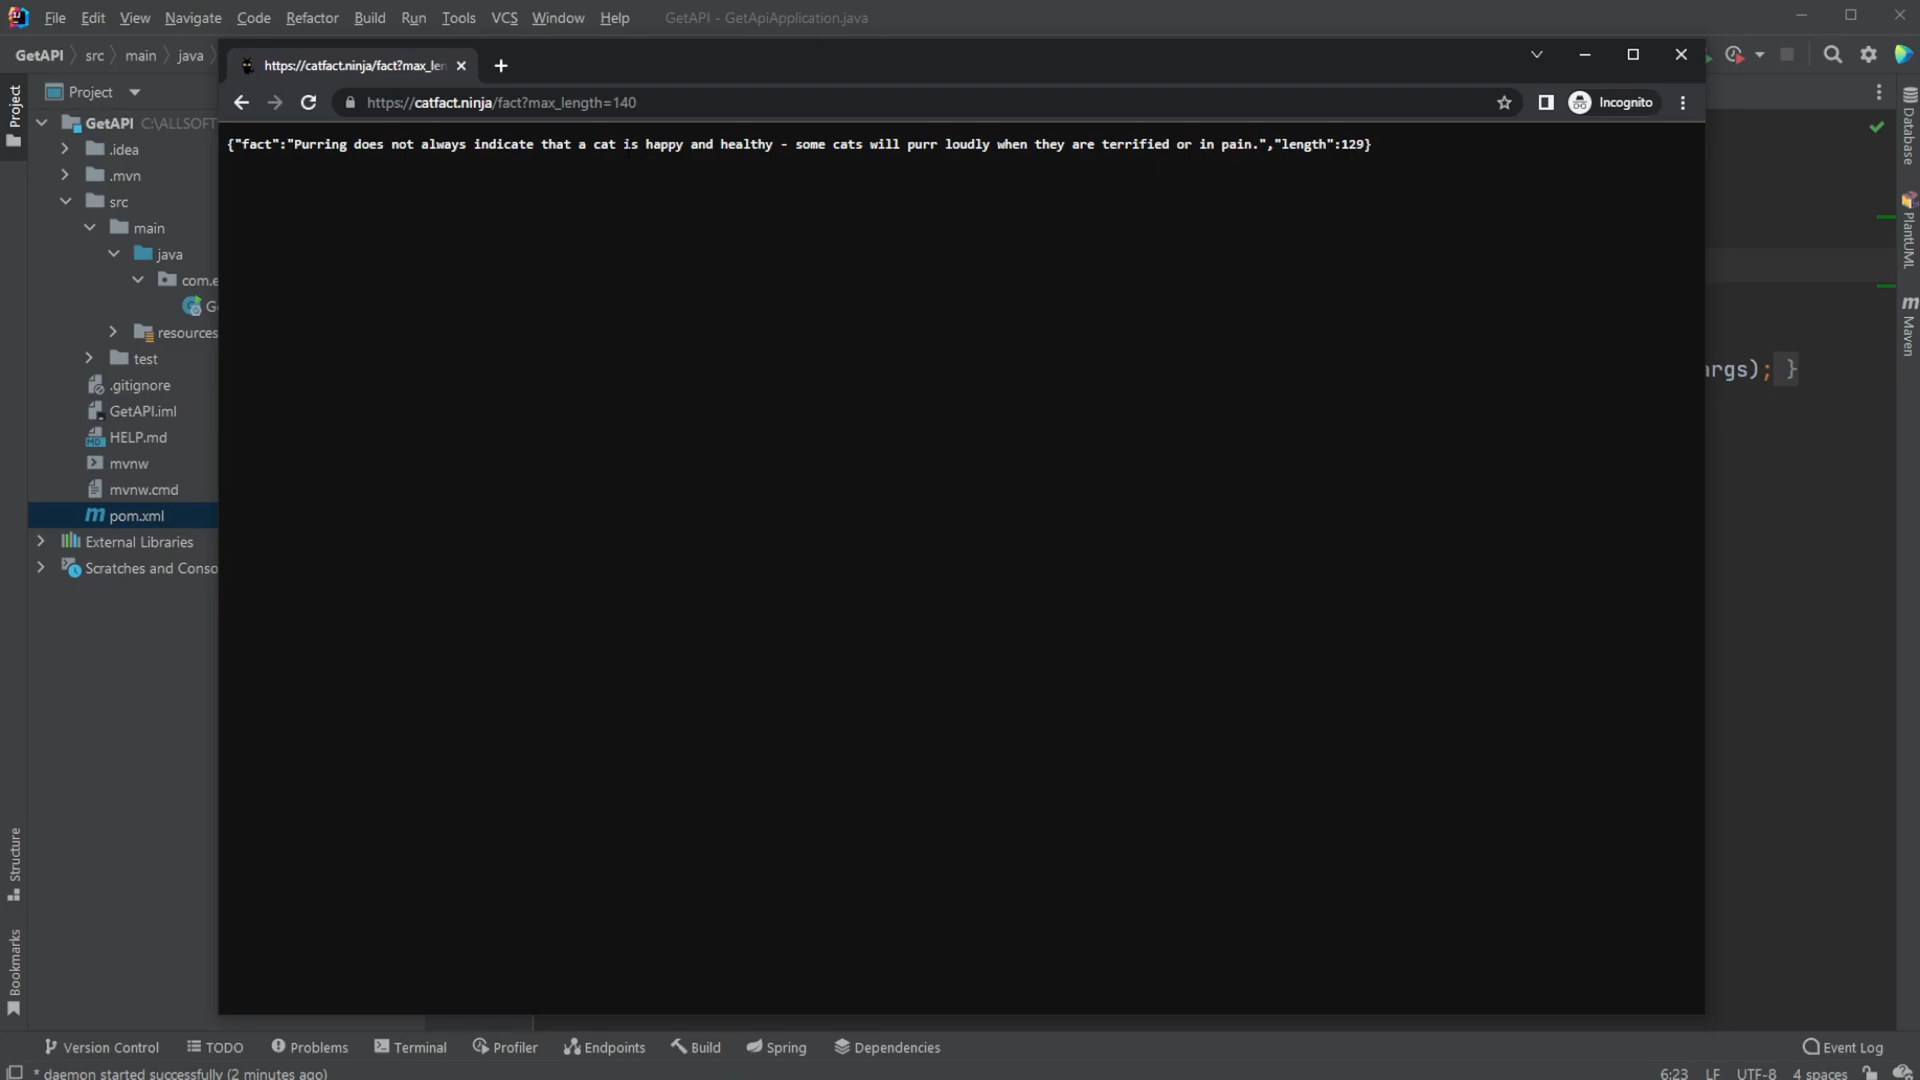 File Edit View Navigate Code Refactor Build Run Tools VCS Window Help GetAPI - GetApiApplication.java
GetAPI src main java
https://catfact.ninja/fact?max_le
Project
https://catfact.ninja/fact?max_length=140 Incognito
{"fact":"Purring does not always indicate that a cat is happy and healthy - some cats will purr loudly when they are terrified or in pain.","length":129}
Project
GetAPI C:\ALLSOFT
.idea
.mvn
src
main
java
com.e
G
resources
test
.gitignore
GetAPI.iml
HELP.md
mvnw
mvnw.cmd
pom.xml
External Libraries
Scratches and Conso
args); }
Database
PlantUML
Maven
Structure
Bookmarks
Version Control TODO Problems Terminal Profiler Endpoints Build Spring Dependencies Event Log
* daemon started successfully (2 minutes ago) 6:23 LF UTF-8 4 spaces